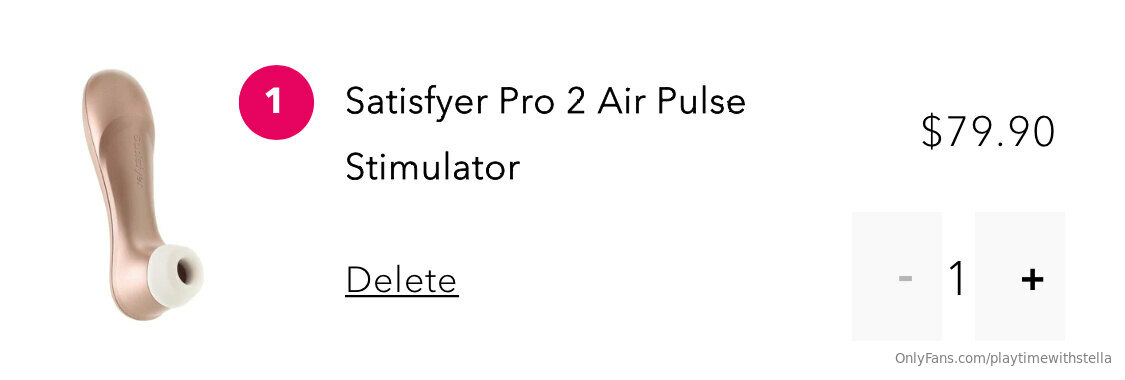 1
Satisfyer Pro 2 Air Pulse
Stimulator
$79.90
Delete
- 1 +
OnlyFans.com/playtimewithstella